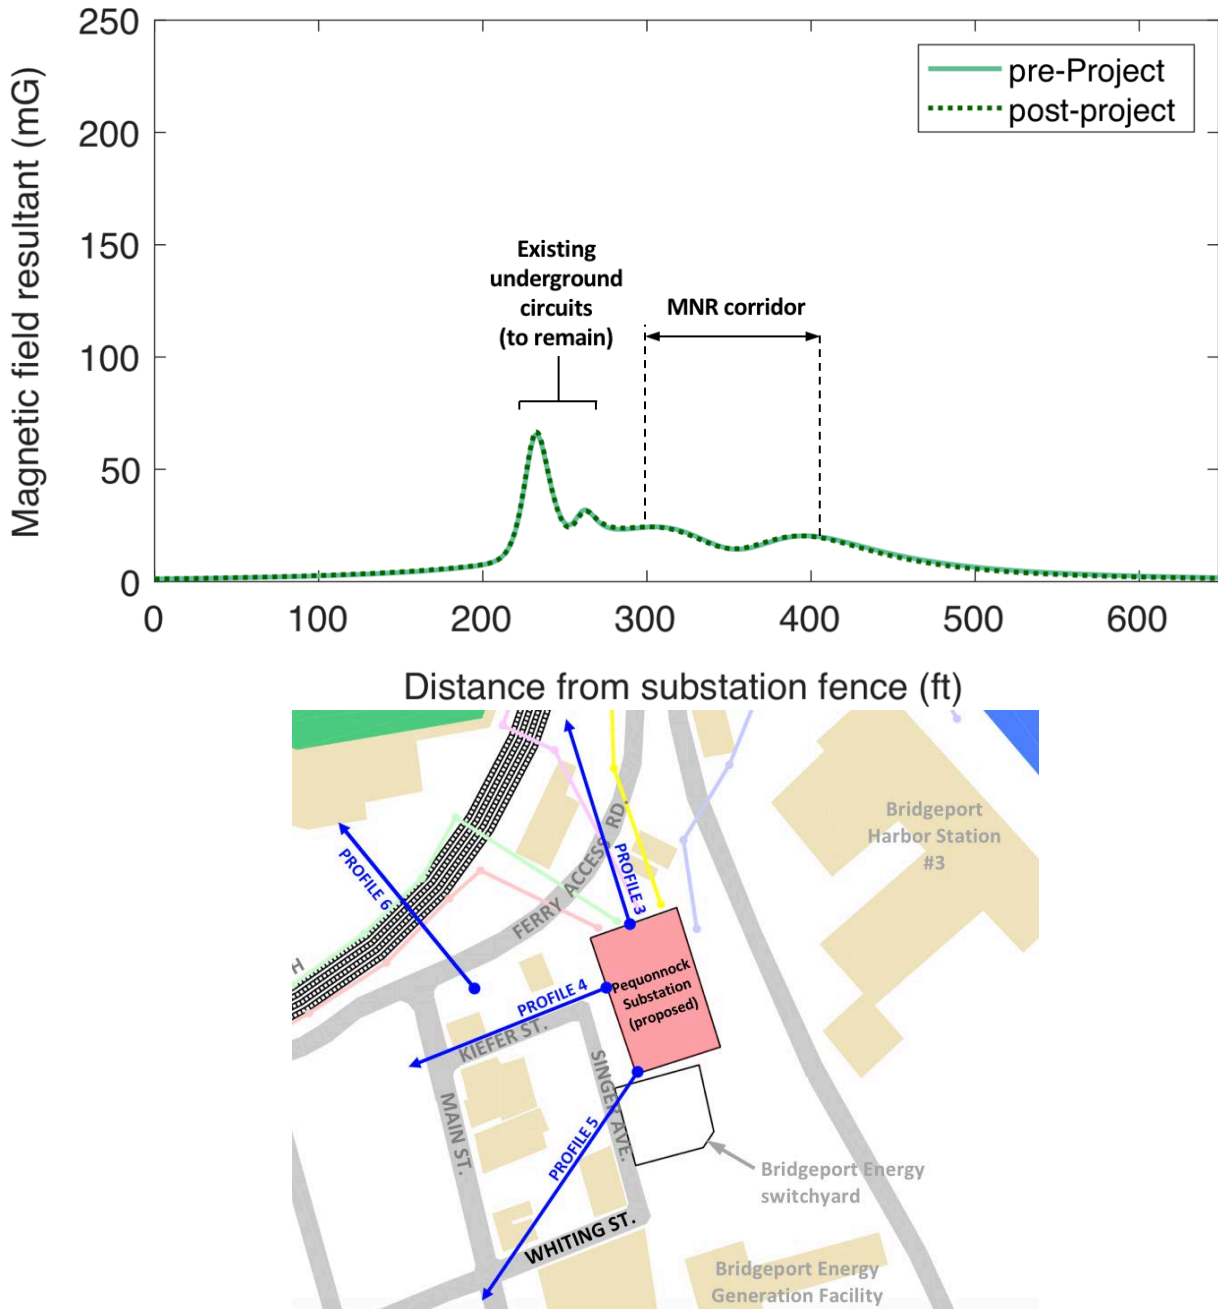 250
200
150
100
50
0
Magnetic field resultant (mG)
pre-Project
post-project
Existing
underground
circuits
(to remain)
MNR corridor
0 100 200 300 400 500 600
Distance from substation fence (ft)
Bridgeport
Harbor Station
#3
FERRY ACCESS RD.
PROFILE 3
PROFILE 6
H
Pequonnock
Substation
(proposed)
PROFILE 4
KIEFER ST.
SINGER AVE.
MAIN ST.
PROFILE 5
Bridgeport Energy
switchyard
WHITING ST.
Bridgeport Energy
Generation Facility